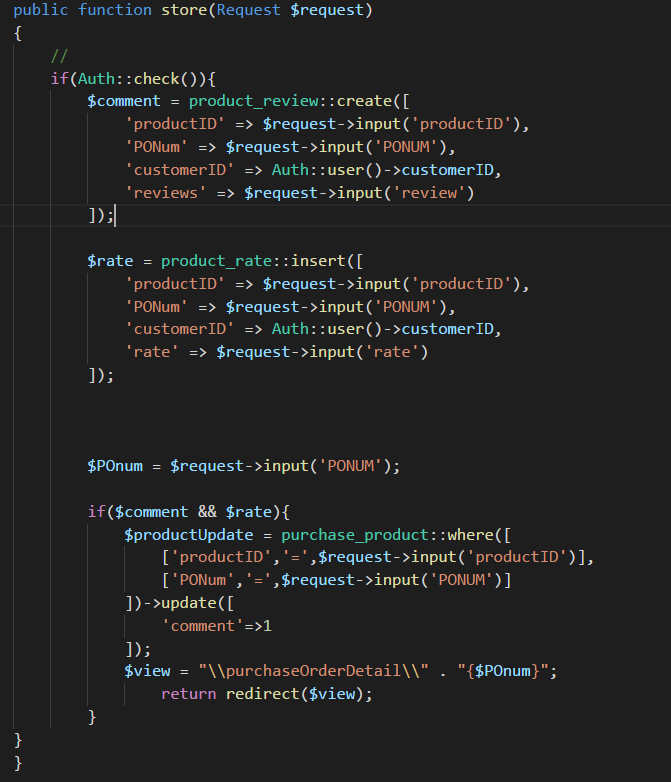 public function store(Request $request)
{
    //
    if(Auth::check()){
        $comment = product_review::create([
            'productID' => $request->input('productID'),
            'PONum' => $request->input('PONUM'),
            'customerID' => Auth::user()->customerID,
            'reviews' => $request->input('review')
        ]);
        $rate = product_rate::insert([
            'productID' => $request->input('productID'),
            'PONum' => $request->input('PONUM'),
            'customerID' => Auth::user()->customerID,
            'rate' => $request->input('rate')
        ]);
        $POnum = $request->input('PONUM');
        if($comment && $rate){
            $productUpdate = purchase_product::where([
                ['productID','=',$request->input('productID')],
                ['PONum','=',$request->input('PONUM')]
            ])->update([
                'comment'=>1
            ]);
            $view = "\\purchaseOrderDetail\\" . "{$POnum}";
                return redirect($view);
        }
}
}